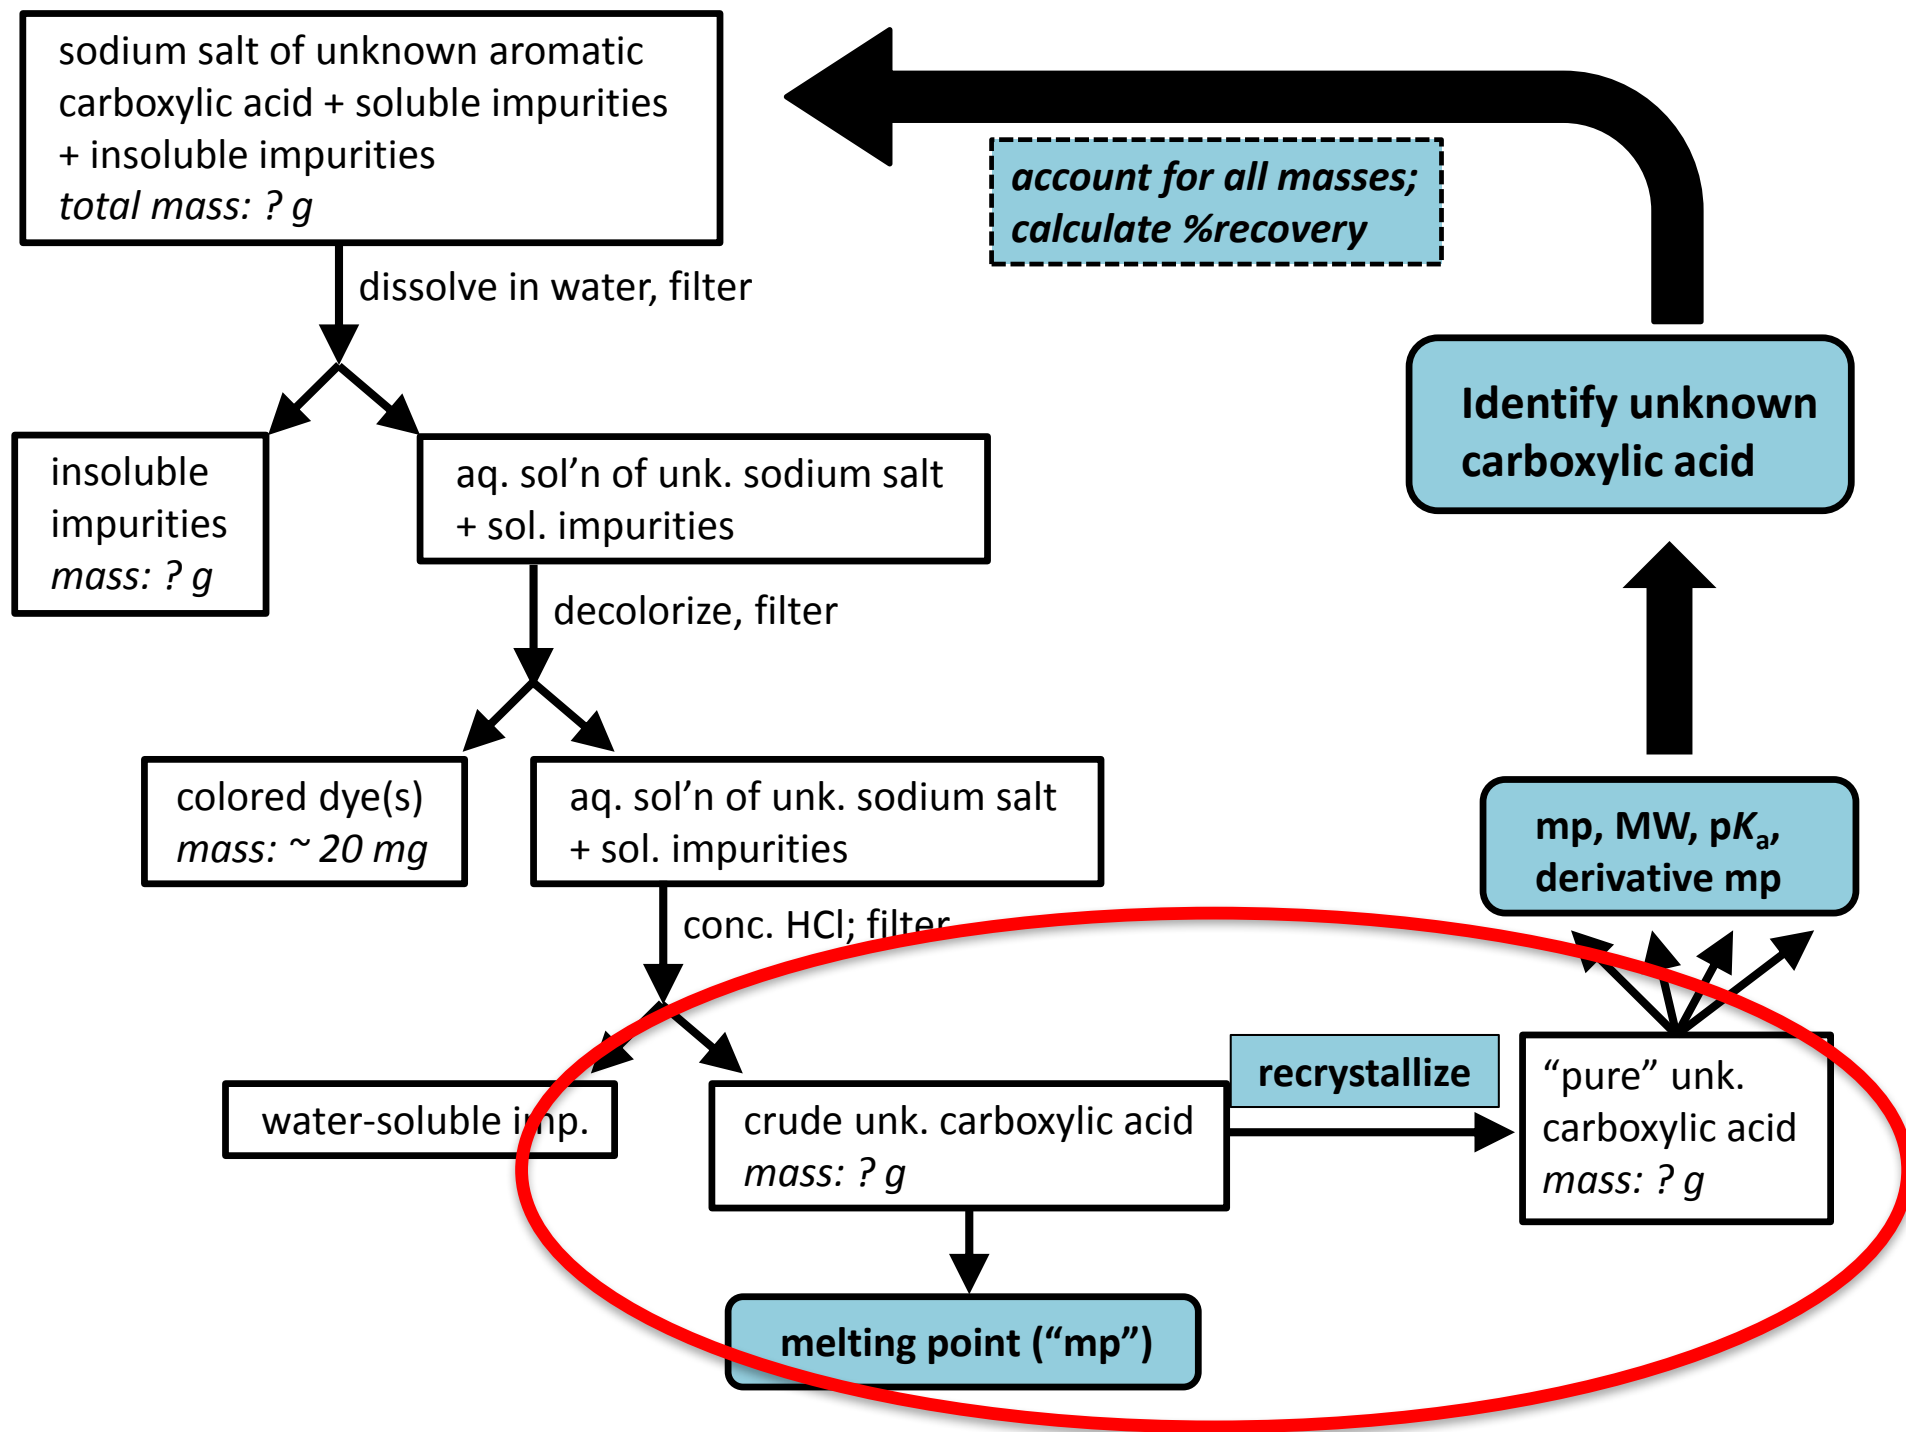 sodium salt of unknown aromatic
carboxylic acid + soluble impurities
+ insoluble impurities
total mass: ? g
account for all masses;
calculate %recovery
dissolve in water, filter
Identify unknown
carboxylic acid
insoluble
impurities
mass: ? g
aq. sol’n of unk. sodium salt
+ sol. impurities
decolorize, filter
colored dye(s)
mass: ~ 20 mg
aq. sol’n of unk. sodium salt
+ sol. impurities
mp, MW, pKa,
derivative mp
conc. HCl; filter
water-soluble imp.
crude unk. carboxylic acid
mass: ? g
recrystallize
“pure” unk.
carboxylic acid
mass: ? g
melting point (“mp”)